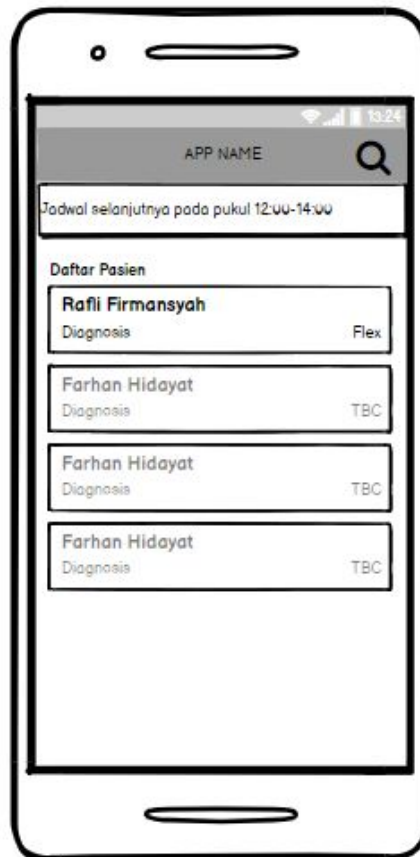 13:24
APP NAME
Jadwal selanjutnya pada pukul 12:00-14:00
Daftar Pasien
Rafli Firmansyah
Diagnosis Flex
Farhan Hidayat
Diagnosis TBC
Farhan Hidayat
Diagnosis TBC
Farhan Hidayat
Diagnosis TBC